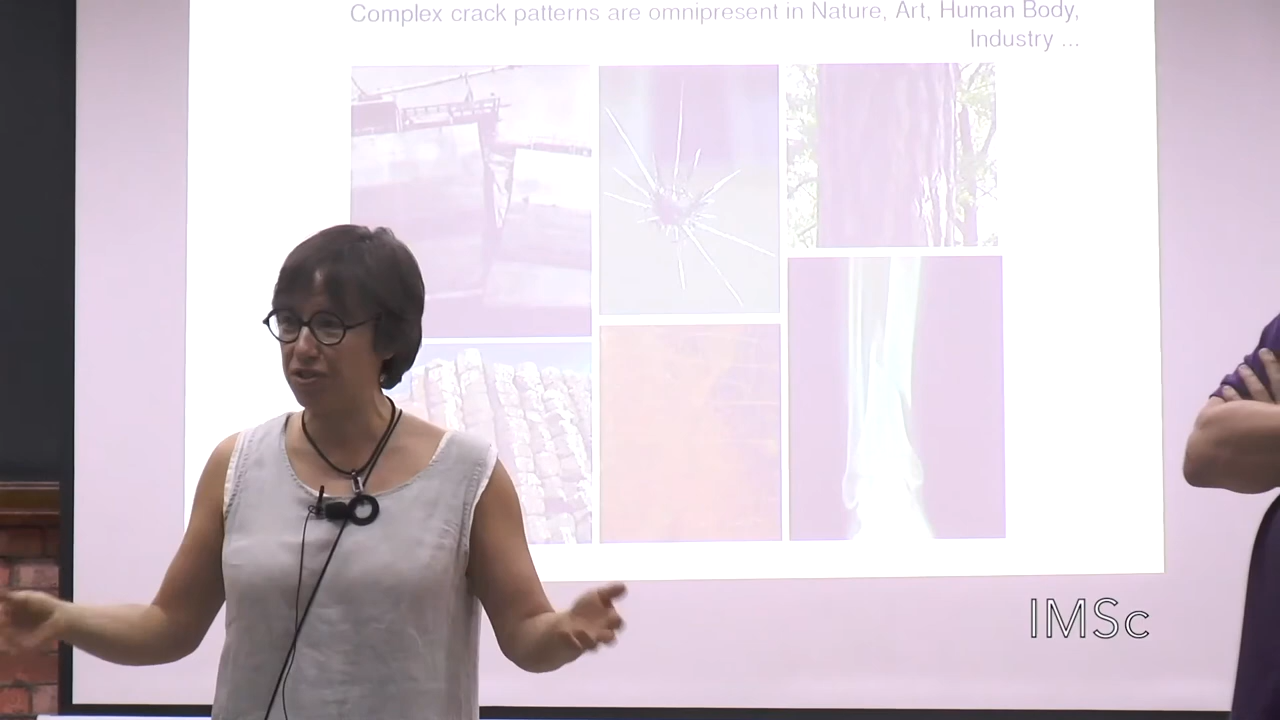 Complex crack patterns are omnipresent in Nature, Art, Human Body,
Industry ...
IMSc